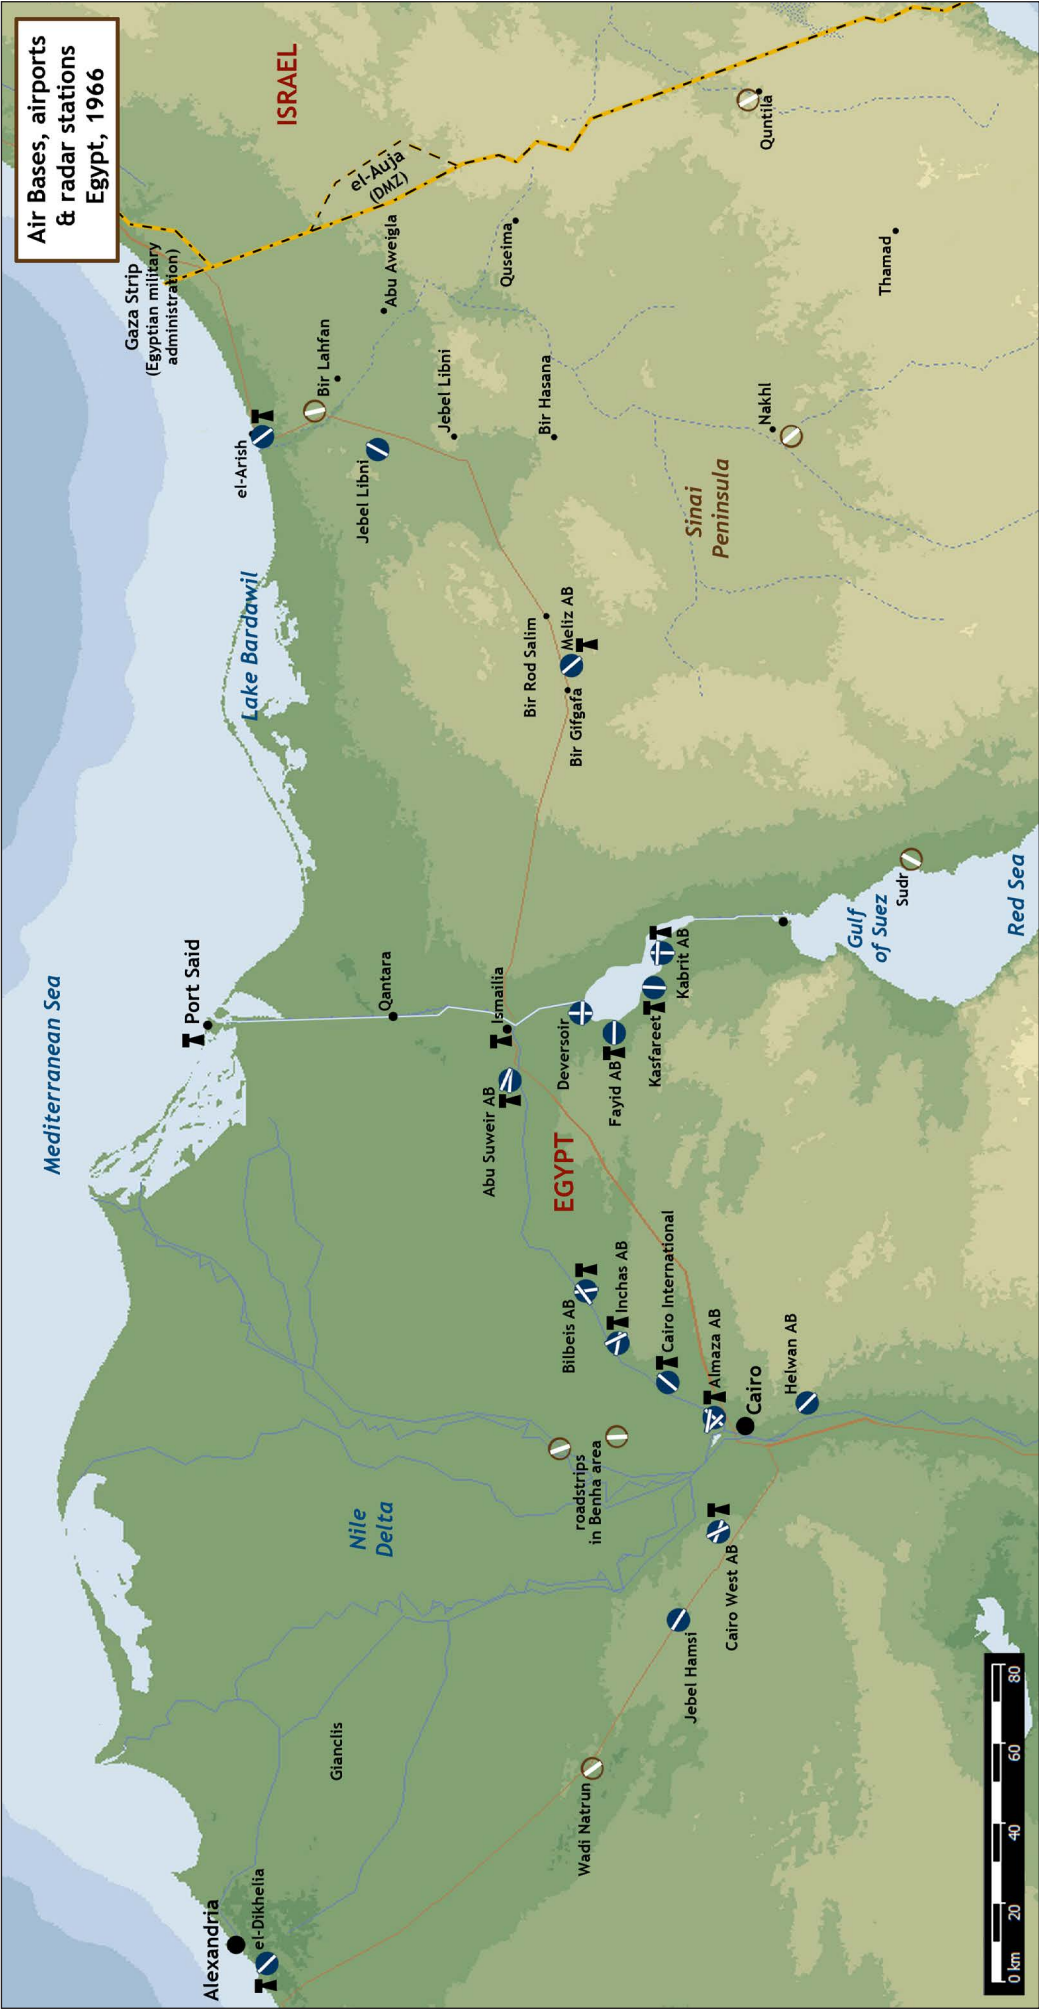 Air Bases, airports
& radar stations
Egypt, 1966
Mediterranean Sea
ISRAEL
Gaza Strip
(Egyptian military
administration)
el-Auja
(DMZ)
Abu Aweigla
Quseima
Quntila
Thamad
Bir Lahfan
el-Arish
Jebel Libni
Jebel Libni
Bir Hasana
Nakhl
Sinai
Peninsula
Lake Bardawil
Bir Rod Salim
Meliz AB
Bir Gifgafa
Sudr
Gulf
of Suez
Red Sea
Port Said
Qantara
Ismailia
Deversoir
Fayid AB
Kasfareet
Kabrit AB
Abu Suweir AB
EGYPT
Bilbeis AB
Inchas AB
Cairo International
Almaza AB
Cairo
Helwan AB
roadstrips
in Benha area
Nile
Delta
Cairo West AB
Jebel Hamsi
Gianclis
Wadi Natrun
Alexandria
el-Dikhelia
0 km 20 40 60 80